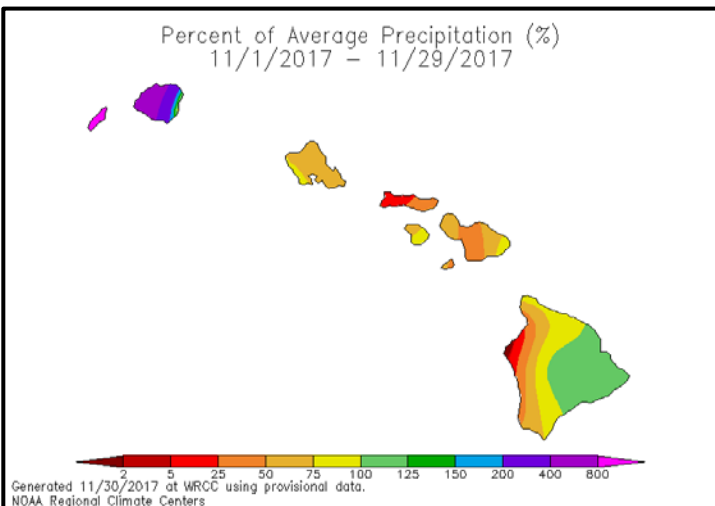 Percent of Average Precipitation (%)
11/1/2017 – 11/29/2017
2 5 25 50 75 100 125 150 200 400 800
Generated 11/30/2017 at WRCC using provisional data.
NOAA Regional Climate Centers